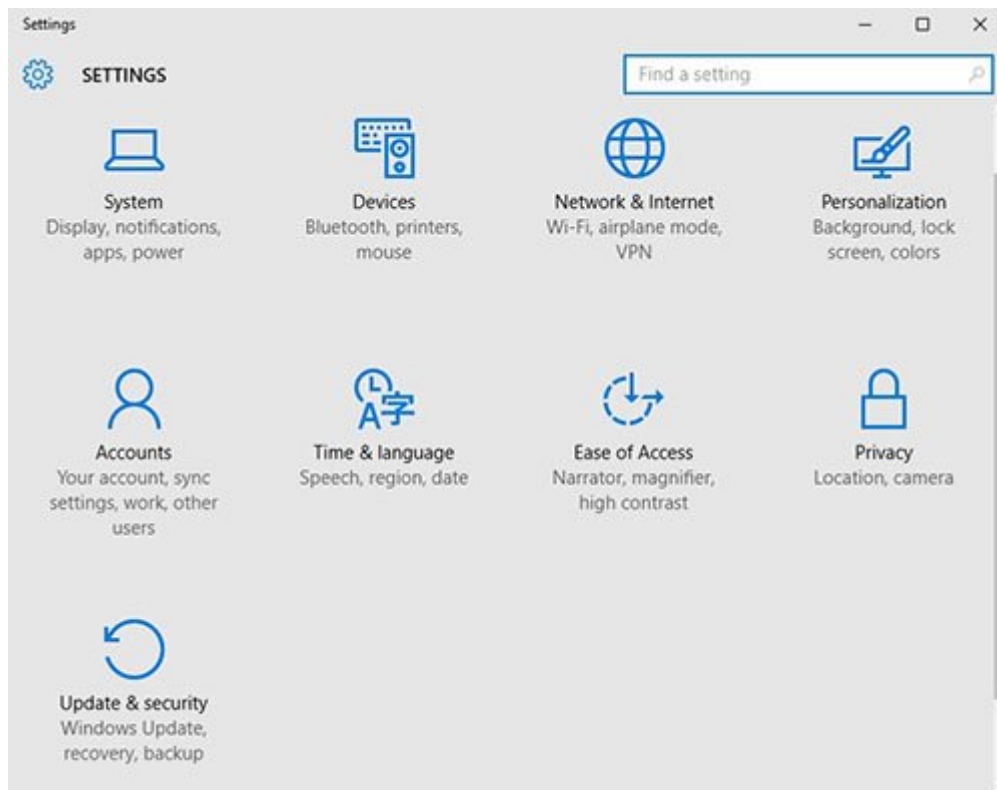 Settings
SETTINGS
Find a setting
System
Display, notifications,
apps, power
Devices
Bluetooth, printers,
mouse
Network & Internet
Wi-Fi, airplane mode,
VPN
Personalization
Background, lock
screen, colors
Accounts
Your account, sync
settings, work, other
users
A字
Time & language
Speech, region, date
Ease of Access
Narrator, magnifier,
high contrast
Privacy
Location, camera
Update & security
Windows Update,
recovery, backup